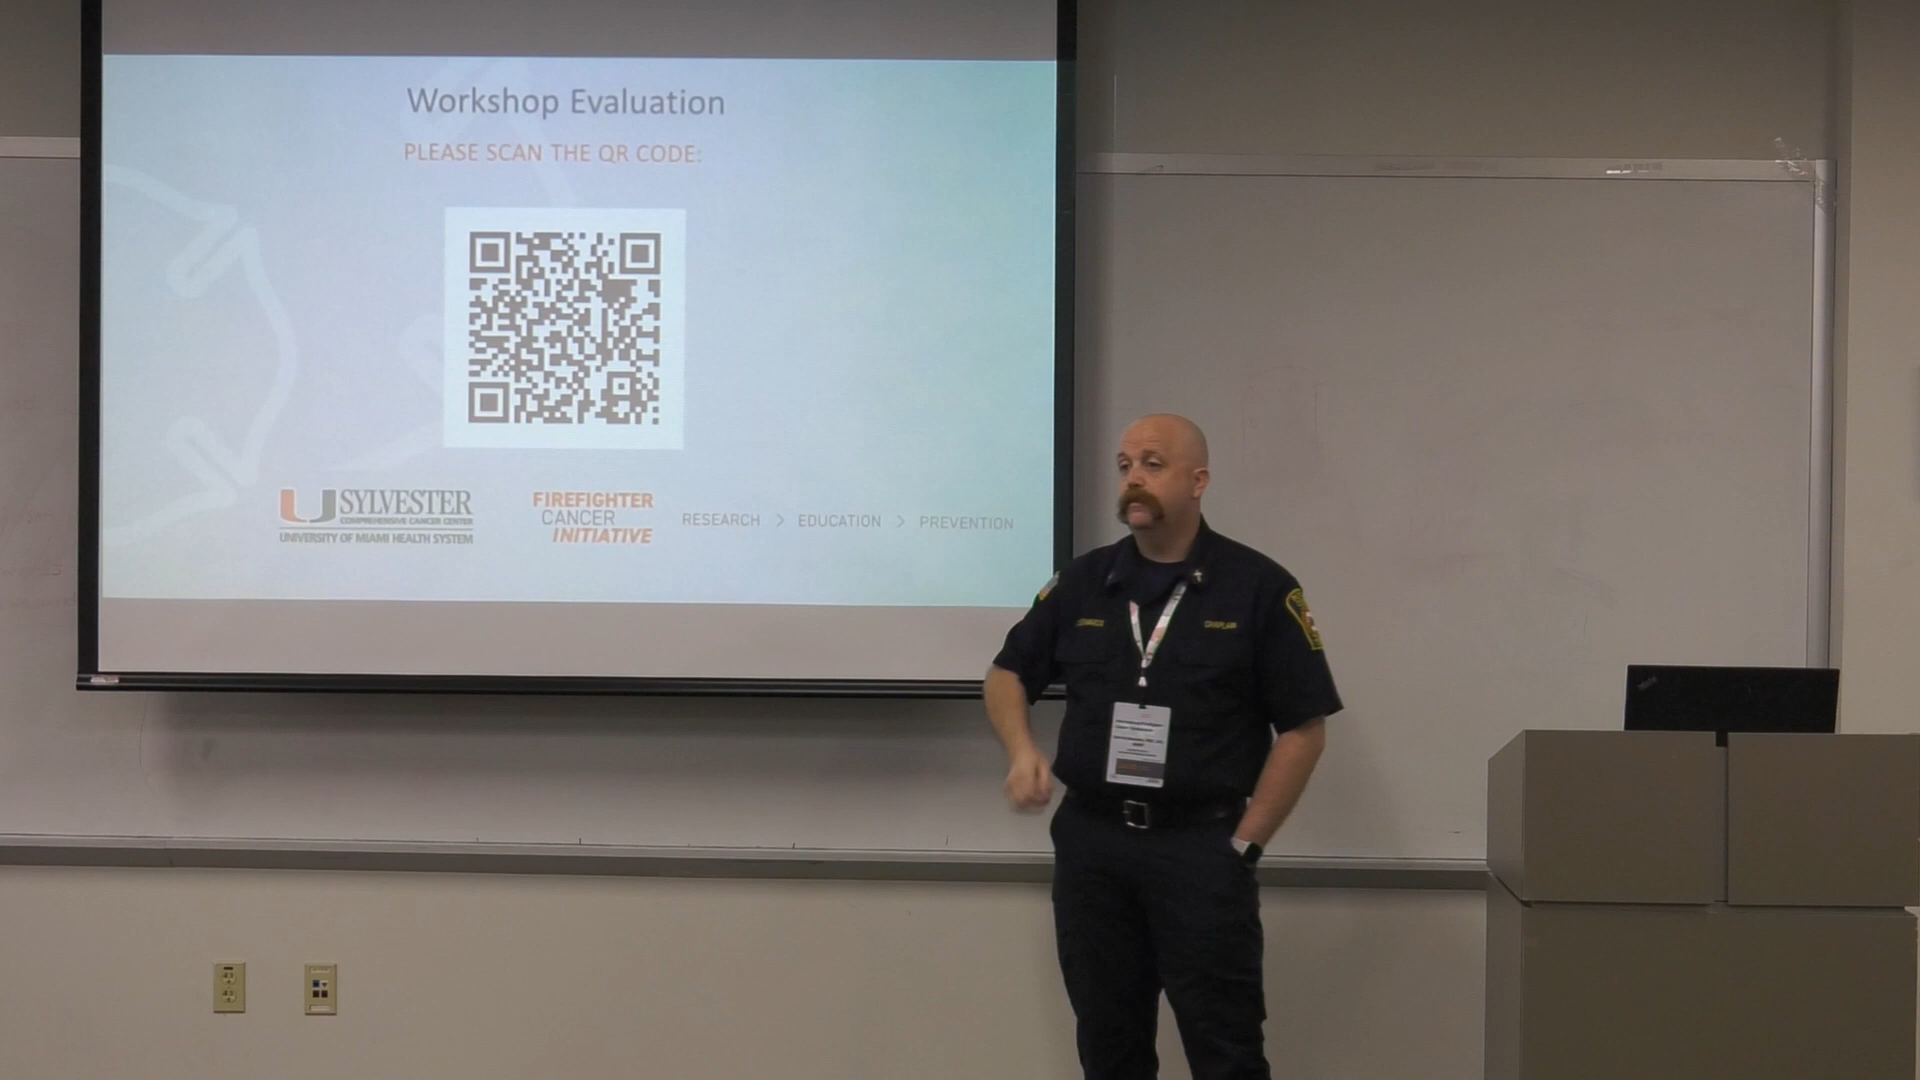 Workshop Evaluation
PLEASE SCAN THE QR CODE:
SYLVESTER
COMPREHENSIVE CANCER CENTER
UNIVERSITY OF MIAMI HEALTH SYSTEM
FIREFIGHTER
CANCER
INITIATIVE
RESEARCH > EDUCATION > PREVENTION
CHAPLAIN